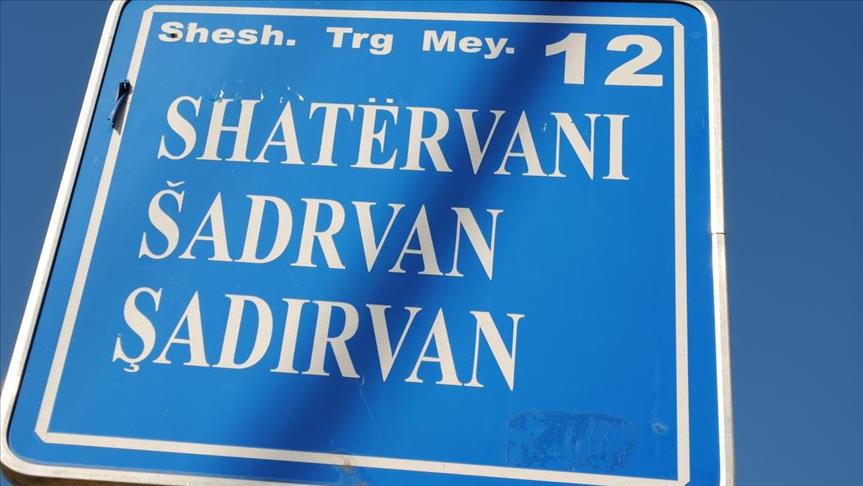 Shesh. Trg Mey. 12
SHATËRVANI
ŠADRVAN
ŞADIRVAN